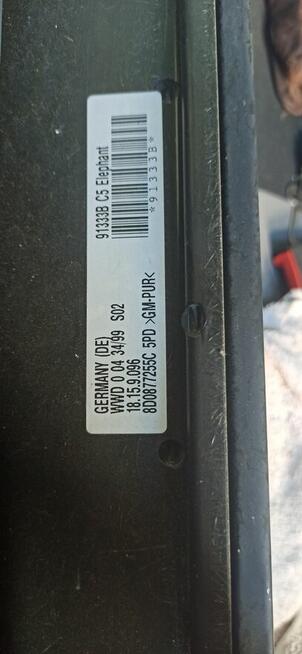 91333B C5 Elephant
*91333B*
GERMANY (DE)
WWD 0 04 34/99 S02
18.15.9.096
8D0877255C 5PD >GM-PUR<